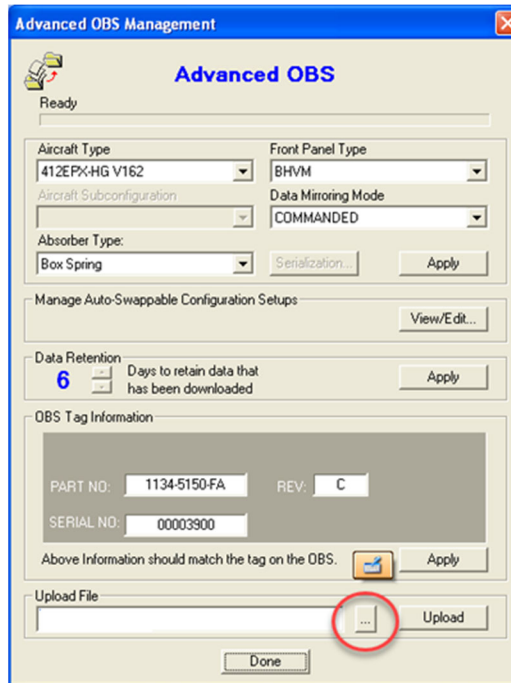 Advanced OBS Management
Advanced OBS
Ready
Aircraft Type
Front Panel Type
412EPX-HG V162
BHVM
Aircraft Subconfiguration
Data Mirroring Mode
COMMANDED
Absorber Type:
Box Spring
Serialization...
Apply
Manage Auto-Swappable Configuration Setups
View/Edit...
Data Retention
6
Days to retain data that
has been downloaded
Apply
OBS Tag Information
PART NO: 1134-5150-FA REV: C
SERIAL NO: 00003900
Above Information should match the tag on the OBS.
Apply
Upload File
...
Upload
Done